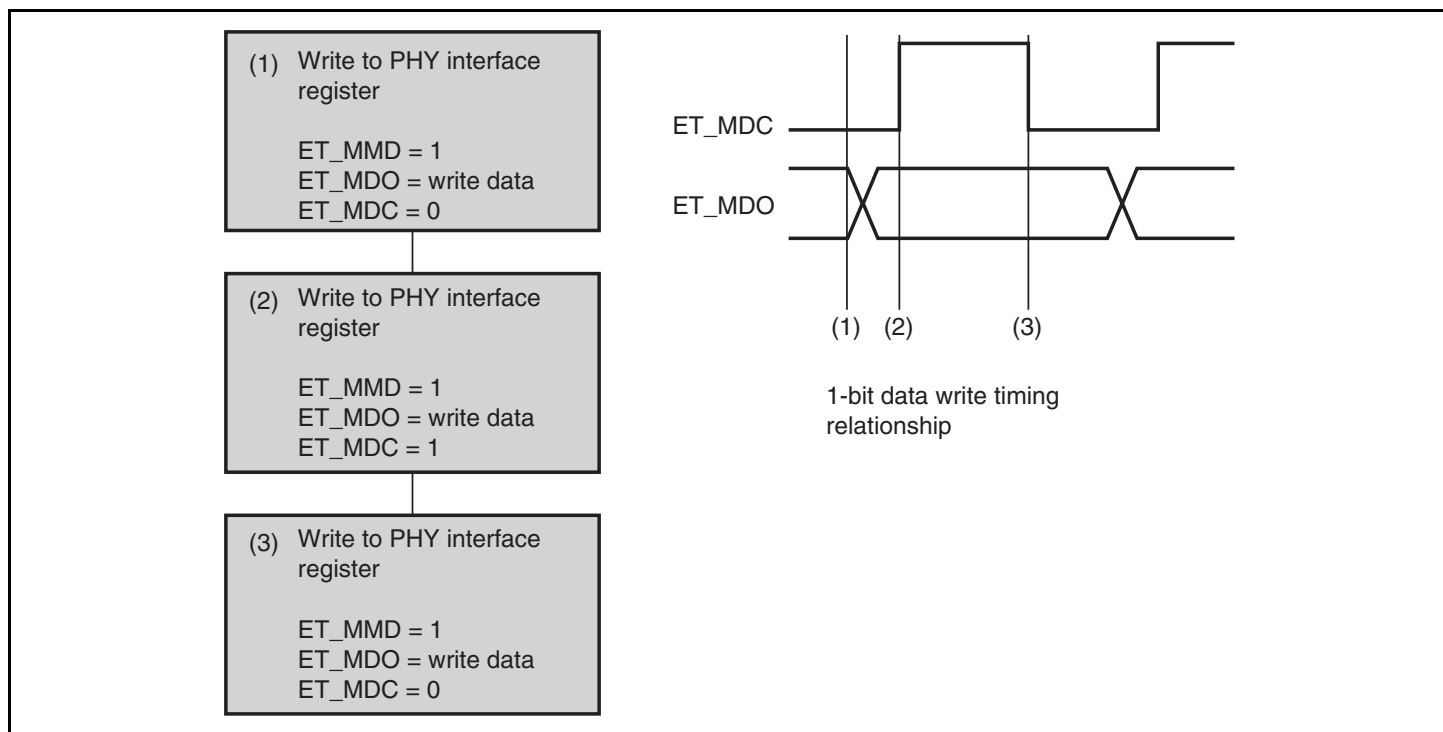 (1) Write to PHY interface
register
ET_MMD = 1
ET_MDO = write data
ET_MDC = 0
(2) Write to PHY interface
register
ET_MMD = 1
ET_MDO = write data
ET_MDC = 1
(3) Write to PHY interface
register
ET_MMD = 1
ET_MDO = write data
ET_MDC = 0
ET_MDC
ET_MDO
(1) (2) (3)
1-bit data write timing
relationship